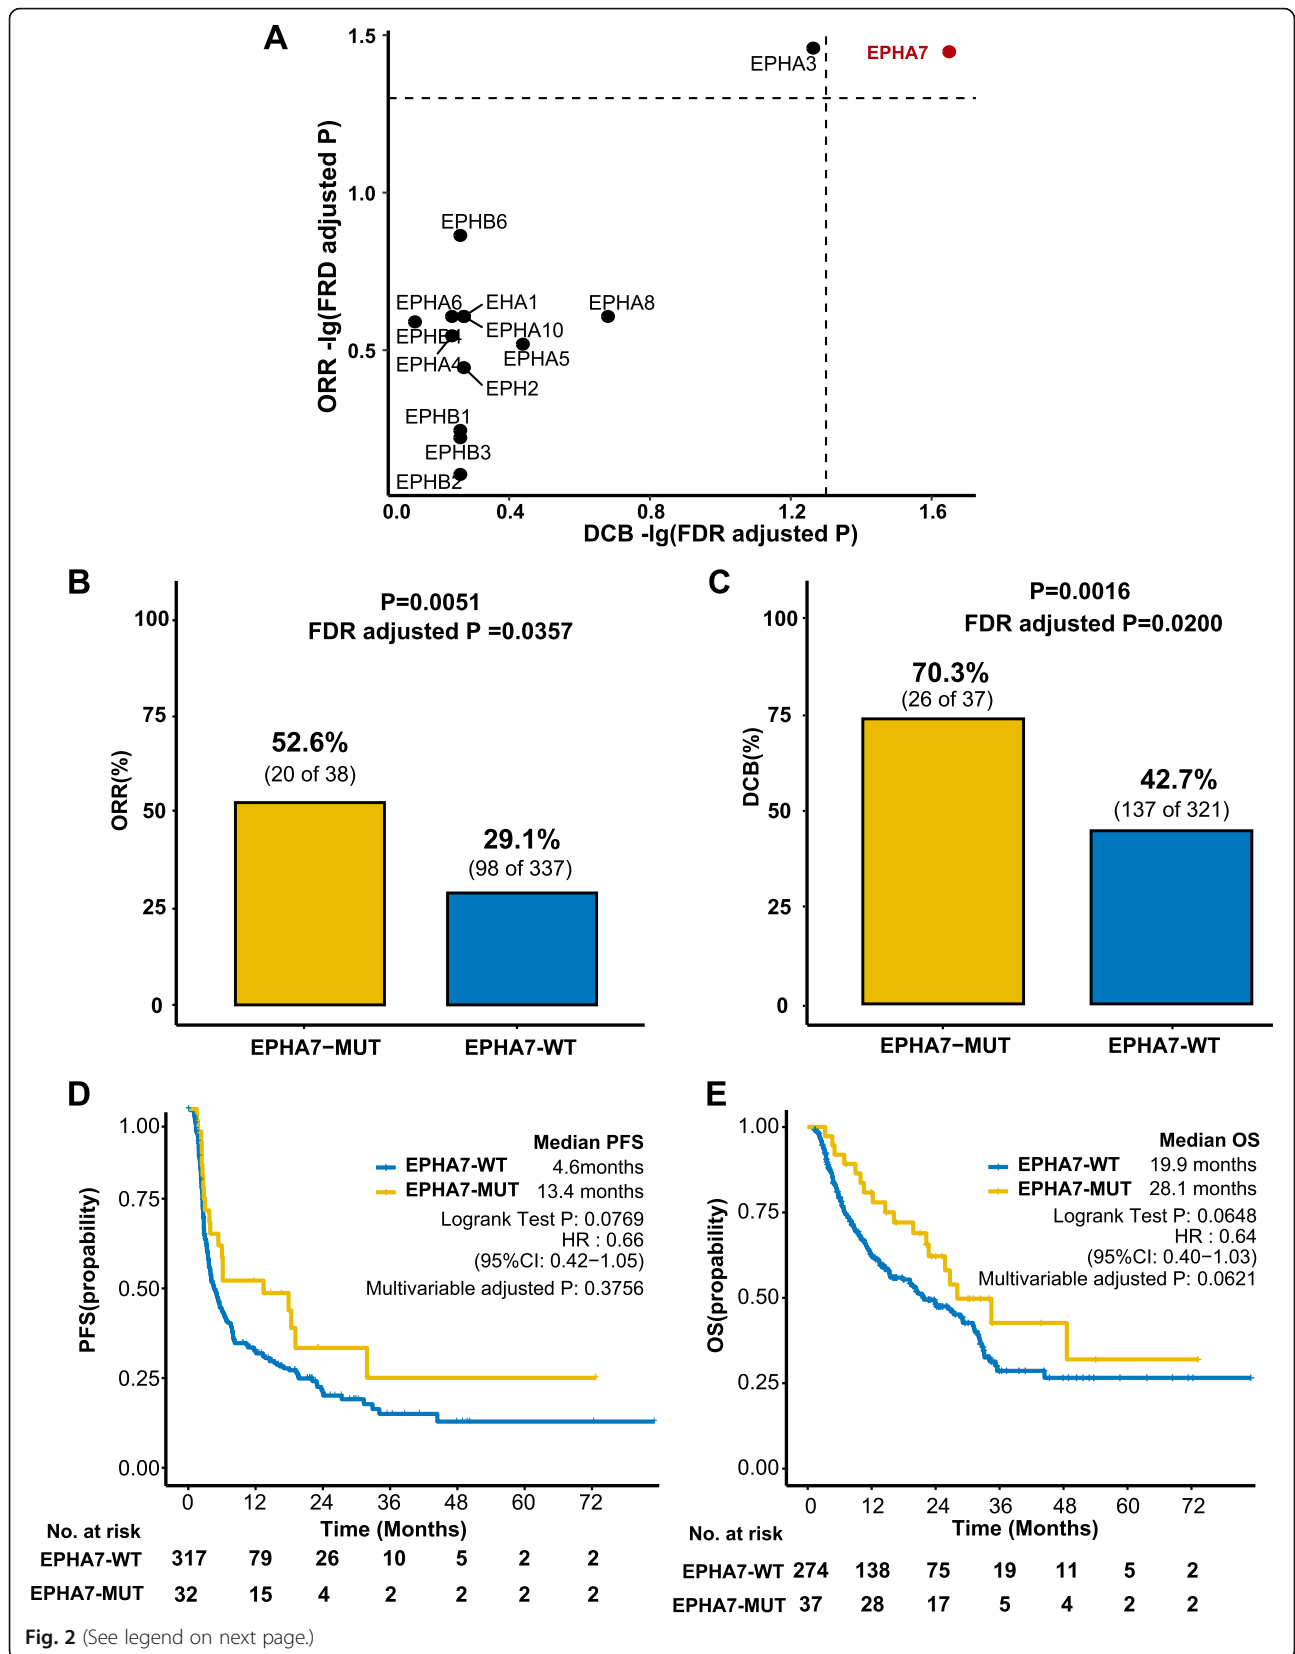 A
1.5
1.0
0.5
ORR -lg(FRD adjusted P)
EPHA3
EPHA7
EPHB6
EPHA6
EHA1
EPHA8
EPHB4
EPHA10
EPHA4
EPHA5
EPH2
EPHB1
EPHB3
EPHB2
0.0 0.4 0.8 1.2 1.6
DCB -lg(FDR adjusted P)
B
P=0.0051
FDR adjusted P =0.0357
100
75
50
25
0
ORR(%)
52.6%
(20 of 38)
29.1%
(98 of 337)
EPHA7−MUT EPHA7-WT
C
P=0.0016
FDR adjusted P=0.0200
100
75
50
25
0
DCB(%)
70.3%
(26 of 37)
42.7%
(137 of 321)
EPHA7−MUT EPHA7-WT
D
1.00
0.75
0.50
0.25
0.00
PFS(propability)
Median PFS
EPHA7-WT 4.6months
EPHA7-MUT 13.4 months
Logrank Test P: 0.0769
HR : 0.66
(95%CI: 0.42−1.05)
Multivariable adjusted P: 0.3756
0 12 24 36 48 60 72
Time (Months)
No. at risk
EPHA7-WT 317 79 26 10 5 2 2
EPHA7-MUT 32 15 4 2 2 2 2
E
1.00
0.75
0.50
0.25
0.00
OS(propability)
Median OS
EPHA7-WT 19.9 months
EPHA7-MUT 28.1 months
Logrank Test P: 0.0648
HR : 0.64
(95%CI: 0.40−1.03)
Multivariable adjusted P: 0.0621
0 12 24 36 48 60 72
Time (Months)
No. at risk
EPHA7-WT 274 138 75 19 11 5 2
EPHA7-MUT 37 28 17 5 4 2 2
Fig. 2 (See legend on next page.)